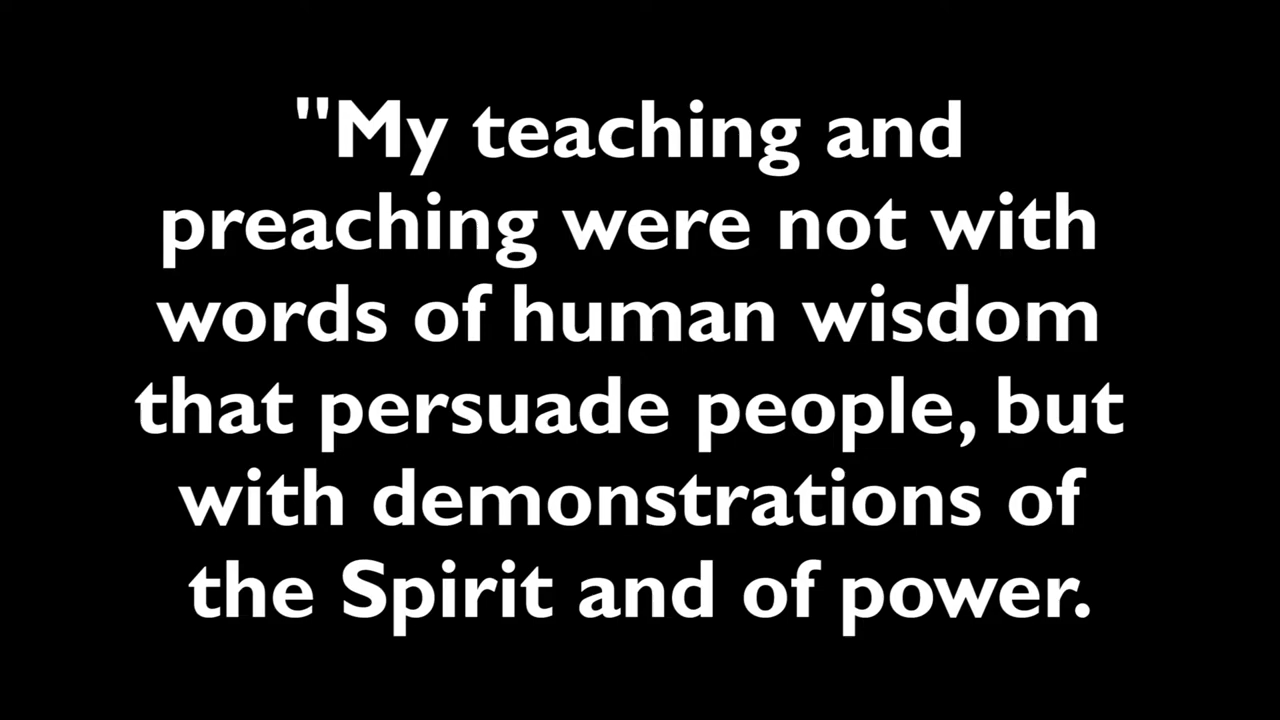 "My teaching and
preaching were not with
words of human wisdom
that persuade people, but
with demonstrations of
the Spirit and of power.